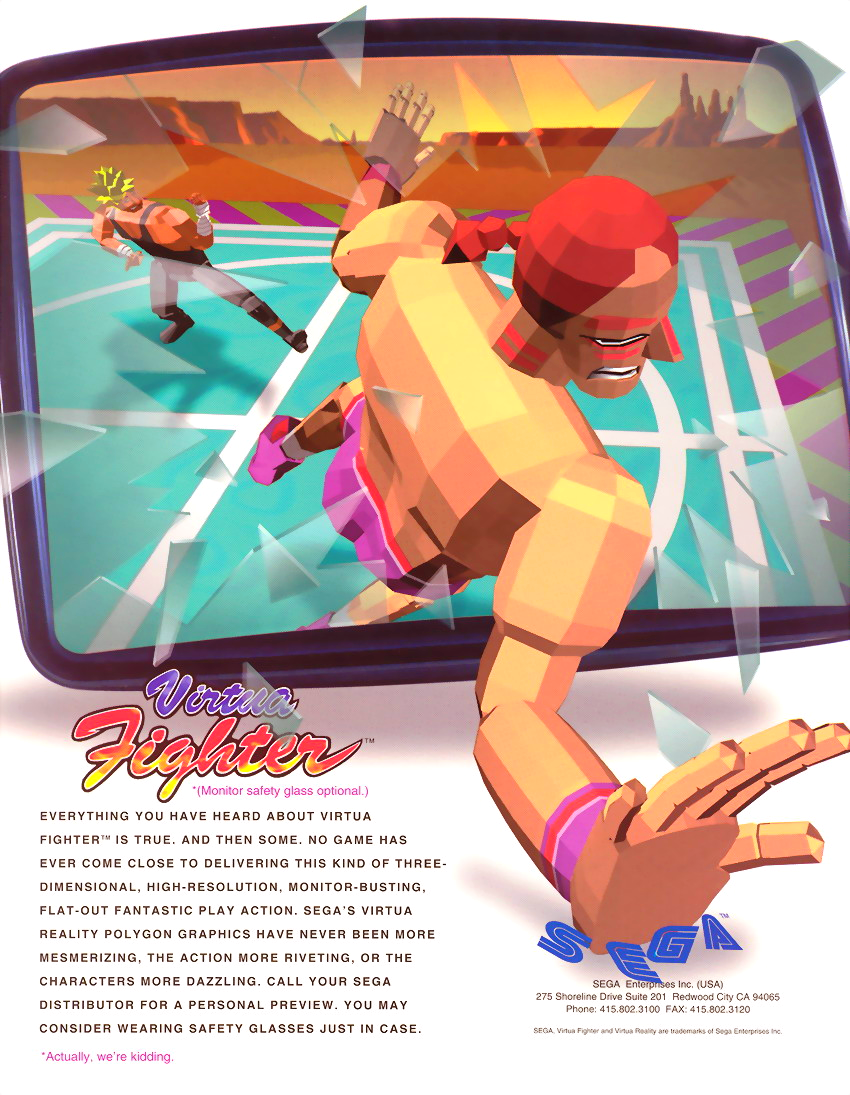 Virtua
Fighter™
*(Monitor safety glass optional.)
EVERYTHING YOU HAVE HEARD ABOUT VIRTUA
FIGHTER™ IS TRUE. AND THEN SOME. NO GAME HAS
EVER COME CLOSE TO DELIVERING THIS KIND OF THREE-
DIMENSIONAL, HIGH-RESOLUTION, MONITOR-BUSTING,
FLAT-OUT FANTASTIC PLAY ACTION. SEGA'S VIRTUA
REALITY POLYGON GRAPHICS HAVE NEVER BEEN MORE
MESMERIZING, THE ACTION MORE RIVETING, OR THE
CHARACTERS MORE DAZZLING. CALL YOUR SEGA
DISTRIBUTOR FOR A PERSONAL PREVIEW. YOU MAY
CONSIDER WEARING SAFETY GLASSES JUST IN CASE.
*Actually, we're kidding.
SEGA™
SEGA Enterprises Inc. (USA)
275 Shoreline Drive Suite 201 Redwood City CA 94065
Phone: 415.802.3100 FAX: 415.802.3120
SEGA, Virtua Fighter and Virtua Reality are trademarks of Sega Enterprises Inc.